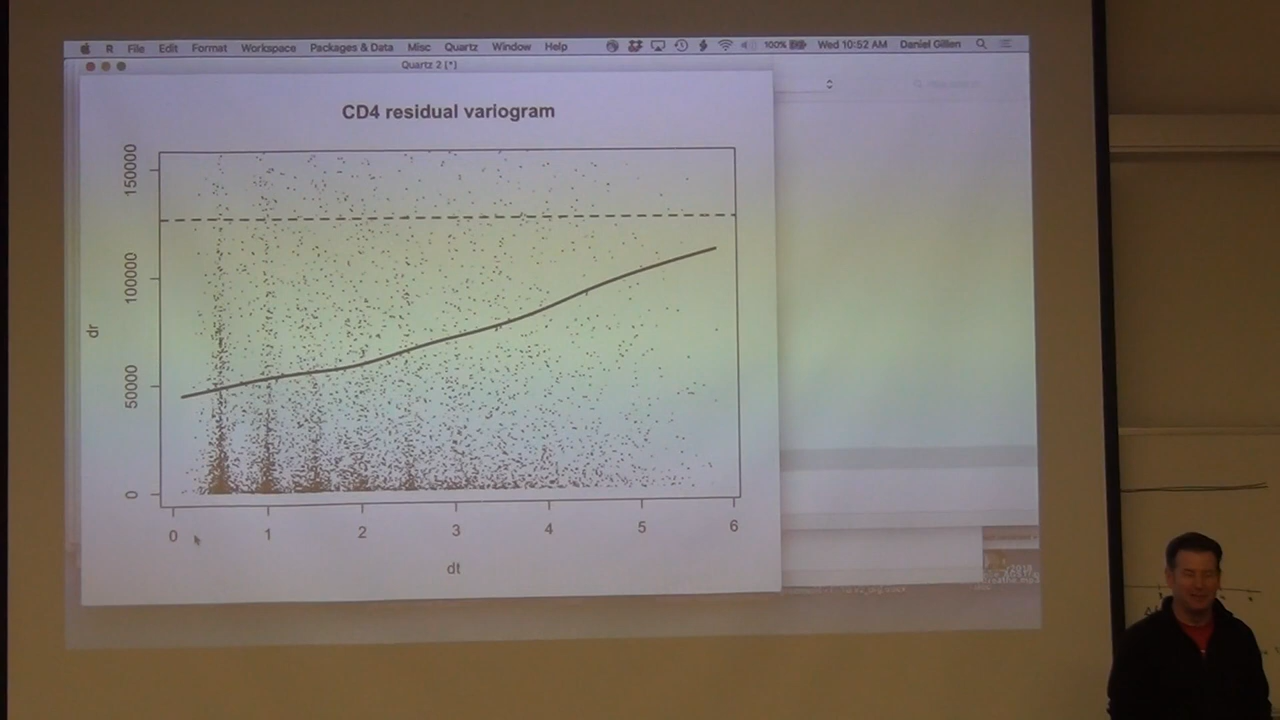 R File Edit Format Workspace Packages & Data Misc Quartz Window Help 100% Wed 10:52 AM Daniel Gillen
Quartz 2 [*]
CD4 residual variogram
150000
100000
50000
0
dr
0 1 2 3 4 5 6
dt